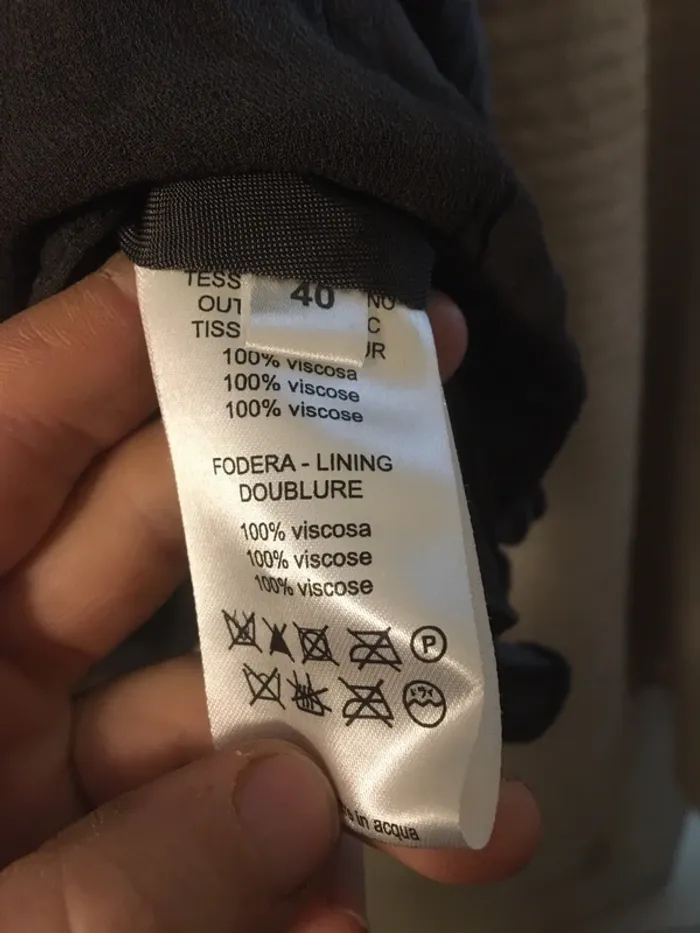 40
100% viscosa
100% viscose
100% viscose
FODERA - LINING
DOUBLURE
100% viscosa
100% viscose
100% viscose
P
in acqua